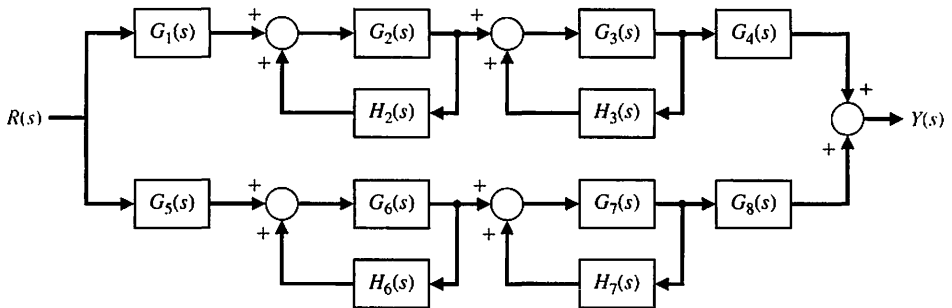 G₁(s) + G₂(s) + G₃(s) G₄(s)
+ + +
H₂(s) H₃(s)
R(s) Y(s)
+
G₅(s) + G₆(s) + G₇(s) G₈(s)
+ +
H₆(s) H₇(s)